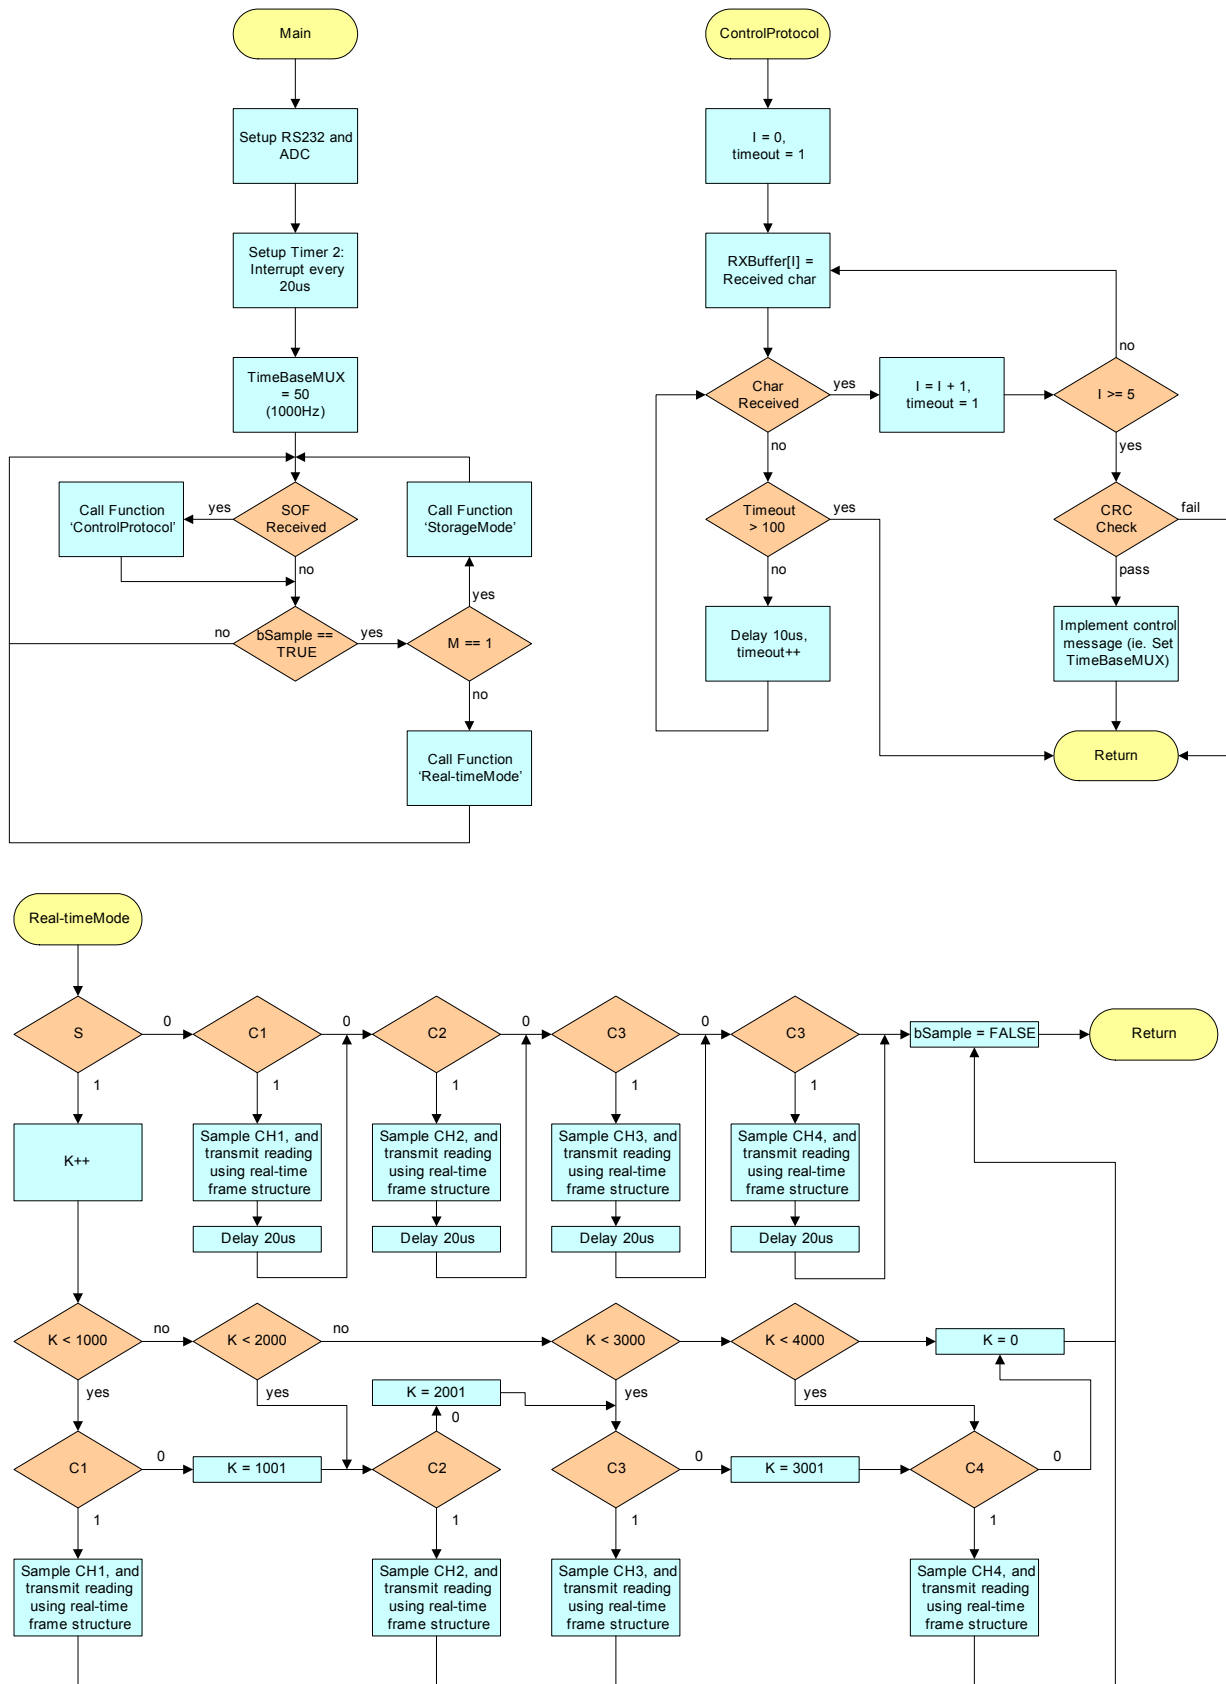 Main
Setup RS232 and
ADC
Setup Timer 2:
Interrupt every
20us
TimeBaseMUX
= 50
(1000Hz)
SOF
Received
yes
Call Function
‘ControlProtocol’
no
bSample ==
TRUE
no
yes
M == 1
yes
Call Function
‘StorageMode’
no
Call Function
‘Real-timeMode’
ControlProtocol
I = 0,
timeout = 1
RXBuffer[I] =
Received char
Char
Received
yes
I = I + 1,
timeout = 1
I >= 5
no
yes
no
Timeout
> 100
yes
no
Delay 10us,
timeout++
CRC
Check
fail
pass
Implement control
message (ie. Set
TimeBaseMUX)
Return
Real-timeMode
S
0
C1
0
C2
0
C3
0
C3
bSample = FALSE
Return
1
1
1
1
1
K++
Sample CH1, and
transmit reading
using real-time
frame structure
Sample CH2, and
transmit reading
using real-time
frame structure
Sample CH3, and
transmit reading
using real-time
frame structure
Sample CH4, and
transmit reading
using real-time
frame structure
Delay 20us
Delay 20us
Delay 20us
Delay 20us
K < 1000
no
K < 2000
no
K < 3000
K < 4000
K = 0
yes
yes
K = 2001
yes
yes
0
C1
0
K = 1001
C2
C3
0
K = 3001
C4
0
1
1
1
1
Sample CH1, and
transmit reading
using real-time
frame structure
Sample CH2, and
transmit reading
using real-time
frame structure
Sample CH3, and
transmit reading
using real-time
frame structure
Sample CH4, and
transmit reading
using real-time
frame structure